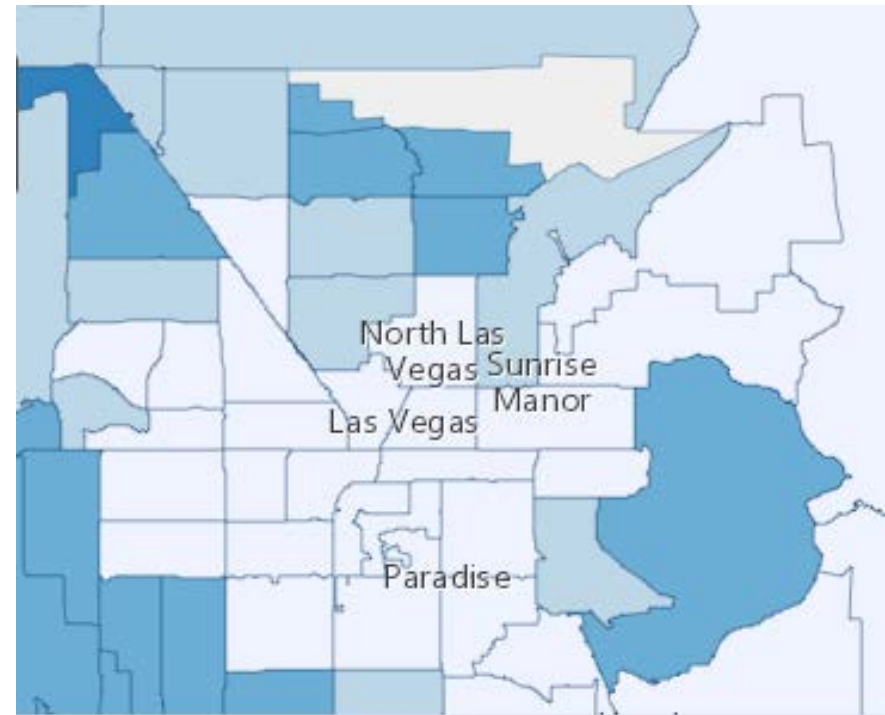 North Las
Vegas
Sunrise
Manor
Las Vegas
Paradise